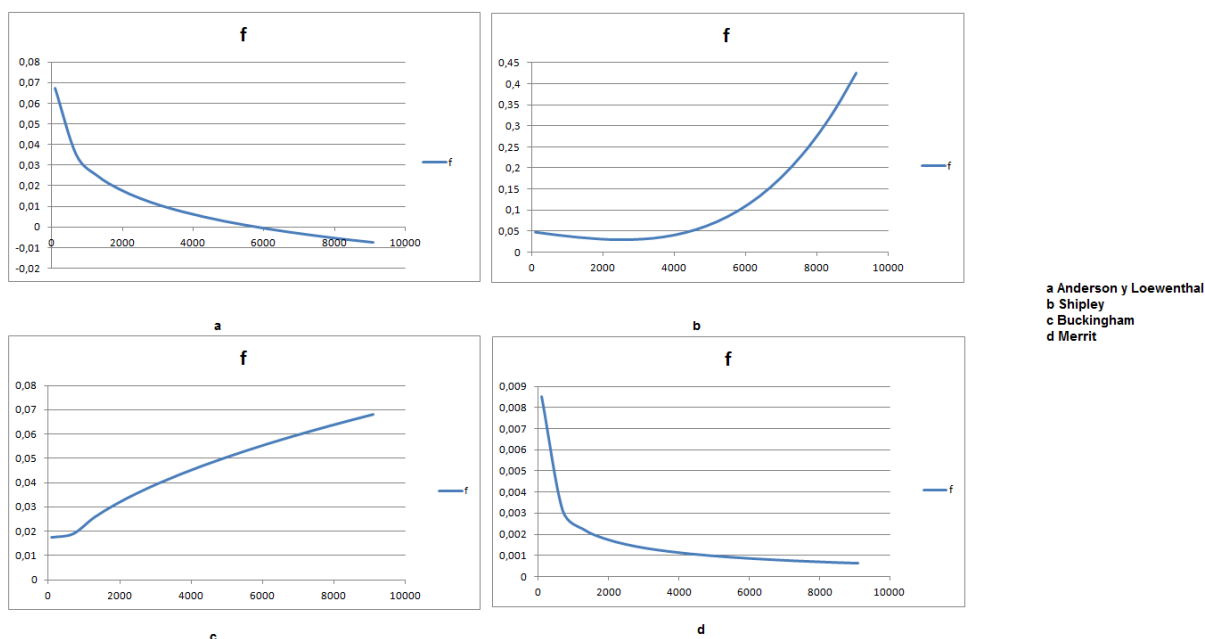 f
0,08
0,07
0,06
0,05
0,04
0,03
0,02
0,01
0
-0,01
-0,02
0 2000 4000 6000 8000 10000
f
a
f
0,45
0,4
0,35
0,3
0,25
0,2
0,15
0,1
0,05
0
0 2000 4000 6000 8000 10000
f
b
f
0,08
0,07
0,06
0,05
0,04
0,03
0,02
0,01
0
0 2000 4000 6000 8000 10000
f
c
f
0,009
0,008
0,007
0,006
0,005
0,004
0,003
0,002
0,001
0
0 2000 4000 6000 8000 10000
f
d
a Anderson y Loewenthal
b Shipley
c Buckingham
d Merrit